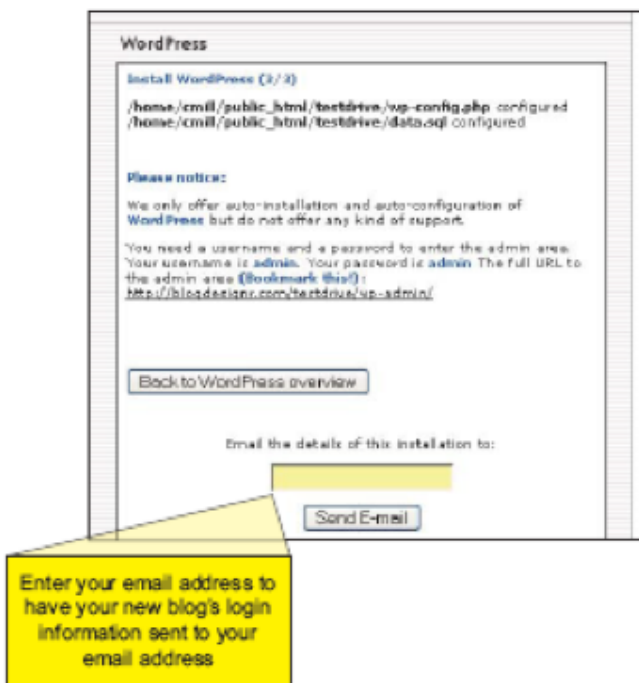 WordPress
Install WordPress (3/3)
/home/cmill/public_html/testdrive/wp-config.php configured
/home/cmill/public_html/testdrive/data.sql configured
Please notice:
We only offer auto-installation and auto-configuration of
WordPress but do not offer any kind of support.
You need a username and a password to enter the admin area.
Your username is admin. Your password is admin The full URL to
the admin area (Bookmark this!) :
http://blogdesignr.com/testdrive/wp-admin/
Back to WordPress overview
Email the details of this installation to:
Send E-mail
Enter your email address to
have your new blog's login
information sent to your
email address